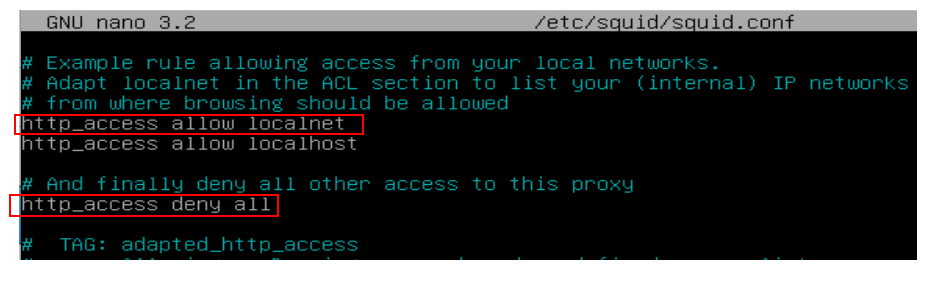 GNU nano 3.2 /etc/squid/squid.conf
# Example rule allowing access from your local networks.
# Adapt localnet in the ACL section to list your (internal) IP networks
# from where browsing should be allowed
http_access allow localnet
http_access allow localhost
# And finally deny all other access to this proxy
http_access deny all
#  TAG: adapted_http_access